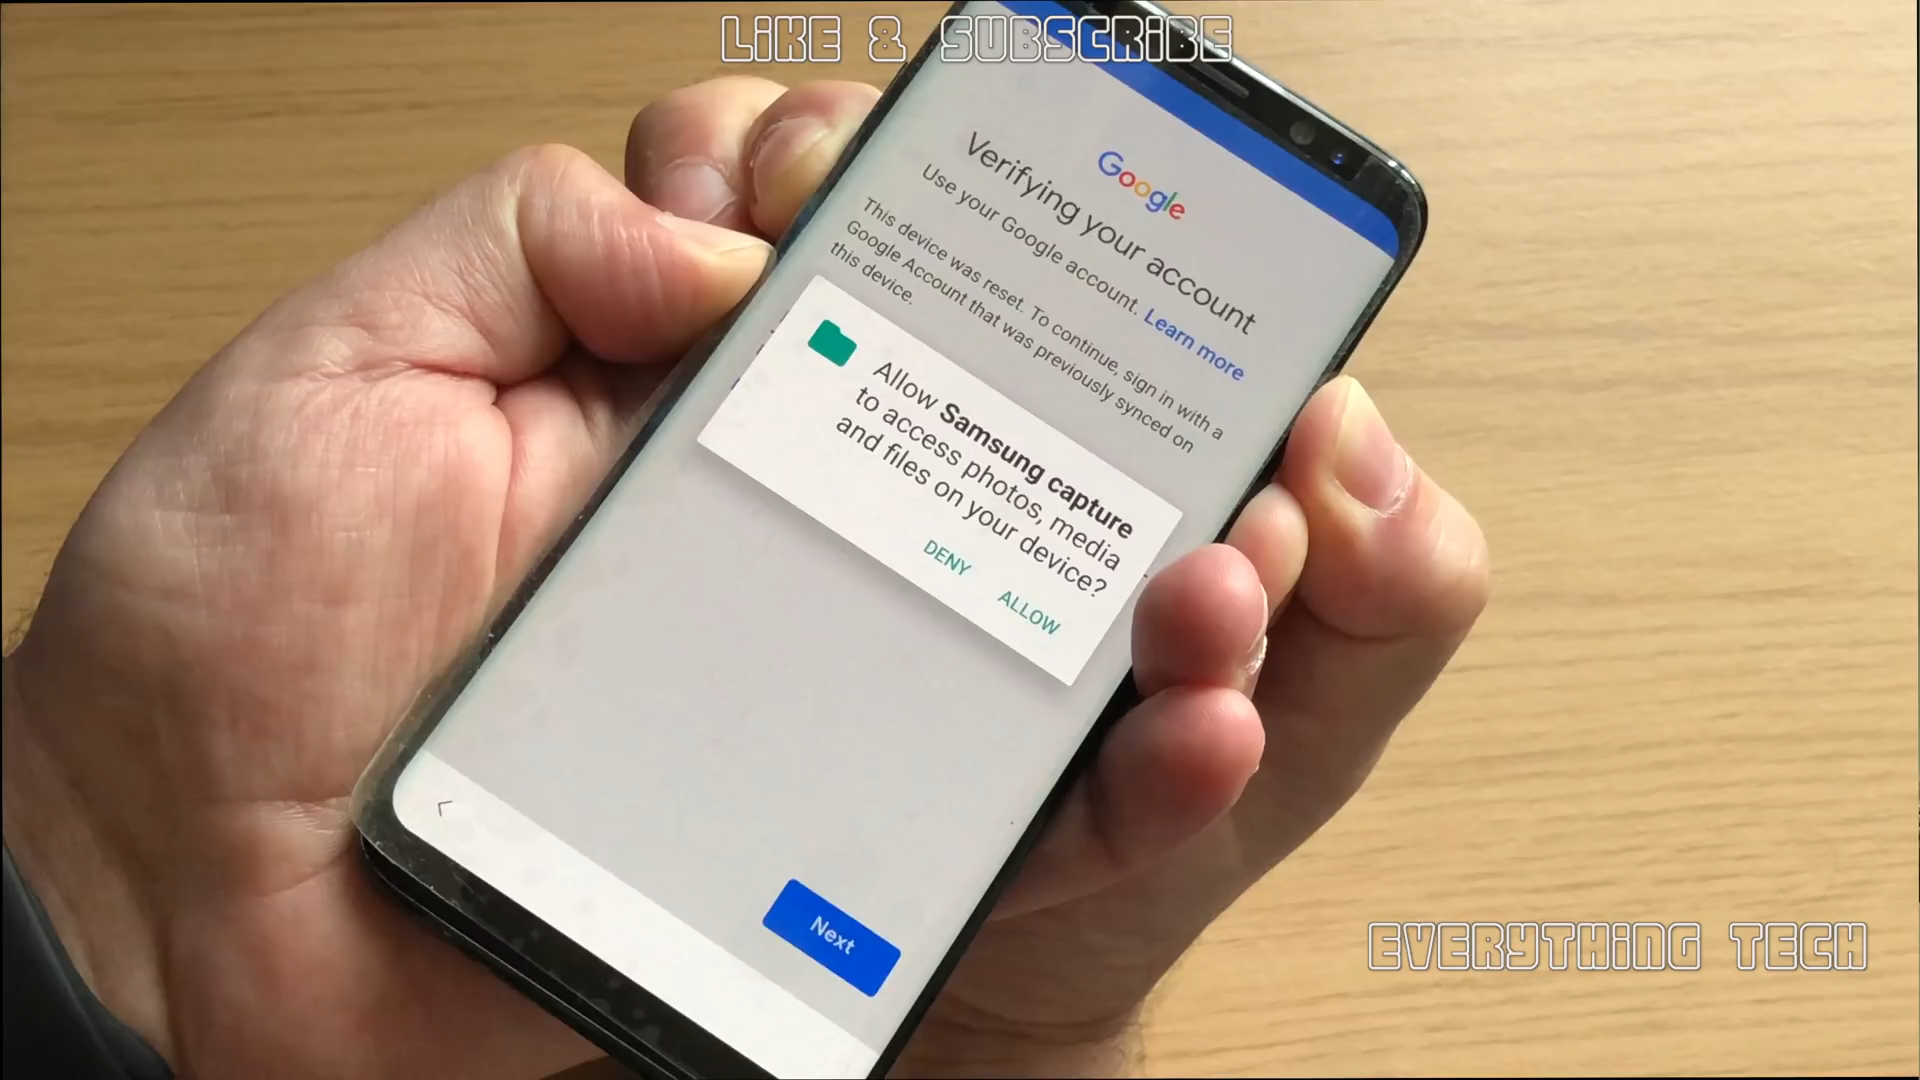 LIKE & SUBSCRIBE
Google
Verifying your account
Use your Google account. Learn more
This device was reset. To continue, sign in with a
Google Account that was previously synced on
this device.
Allow Samsung capture
to access photos, media
and files on your device?
DENY
ALLOW
Next
EVERYTHING TECH